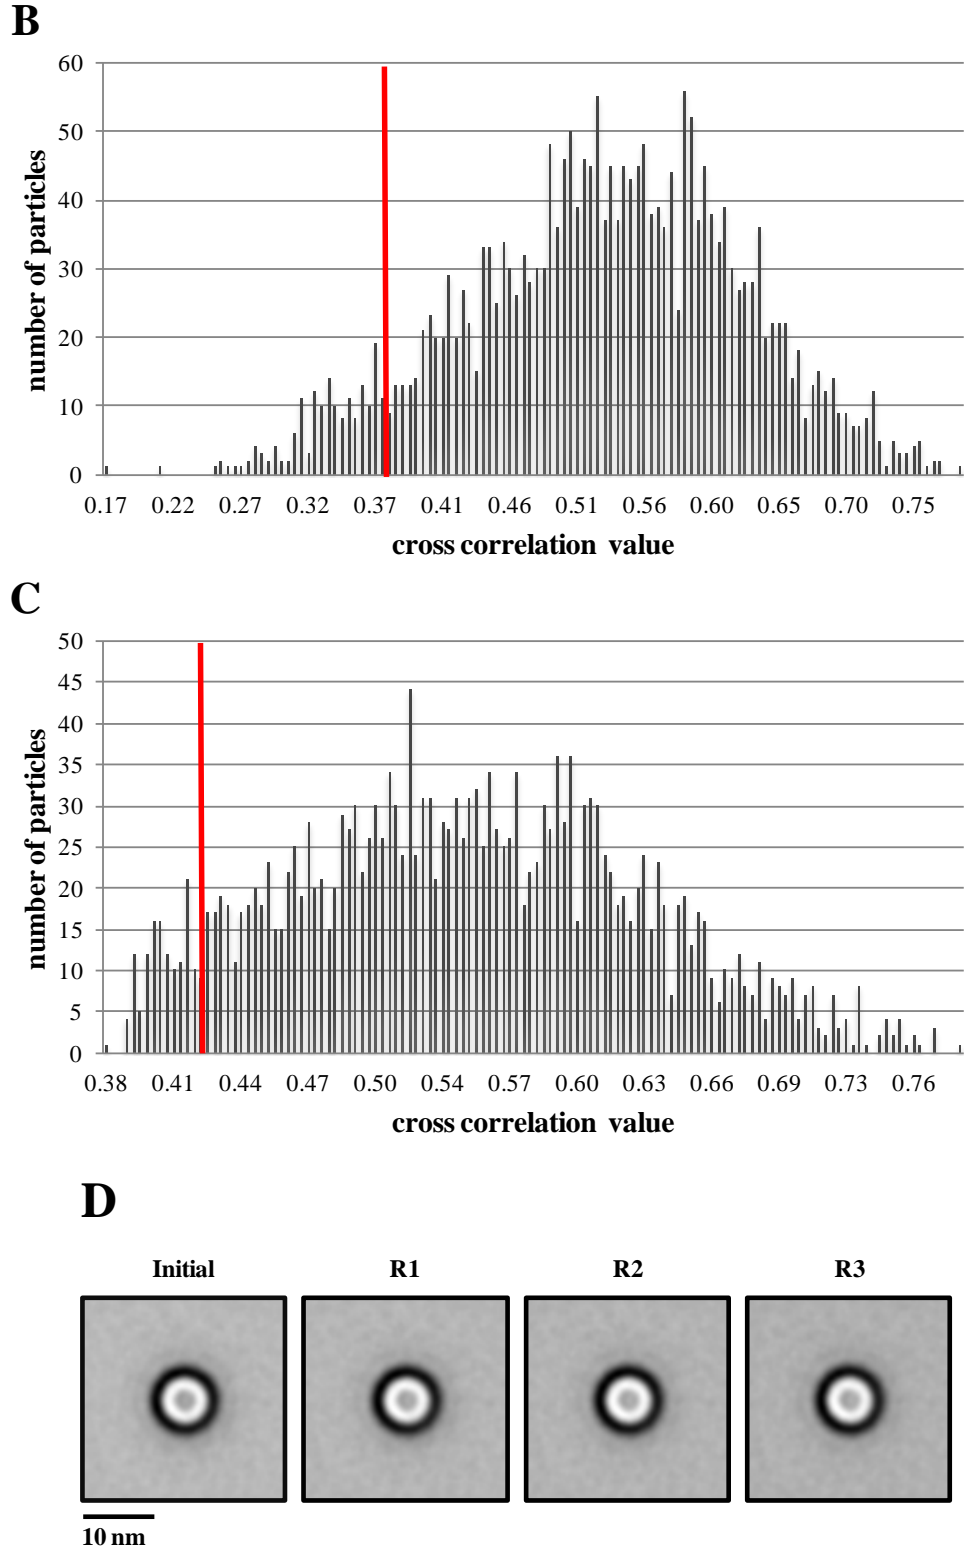 B
60
50
40
30
20
10
0
number of particles
0.17 0.22 0.27 0.32 0.37 0.41 0.46 0.51 0.56 0.60 0.65 0.70 0.75
cross correlation value
C
50
45
40
35
30
25
20
15
10
5
0
number of particles
0.38 0.41 0.44 0.47 0.50 0.54 0.57 0.60 0.63 0.66 0.69 0.73 0.76
cross correlation value
D
Initial R1 R2 R3
10 nm